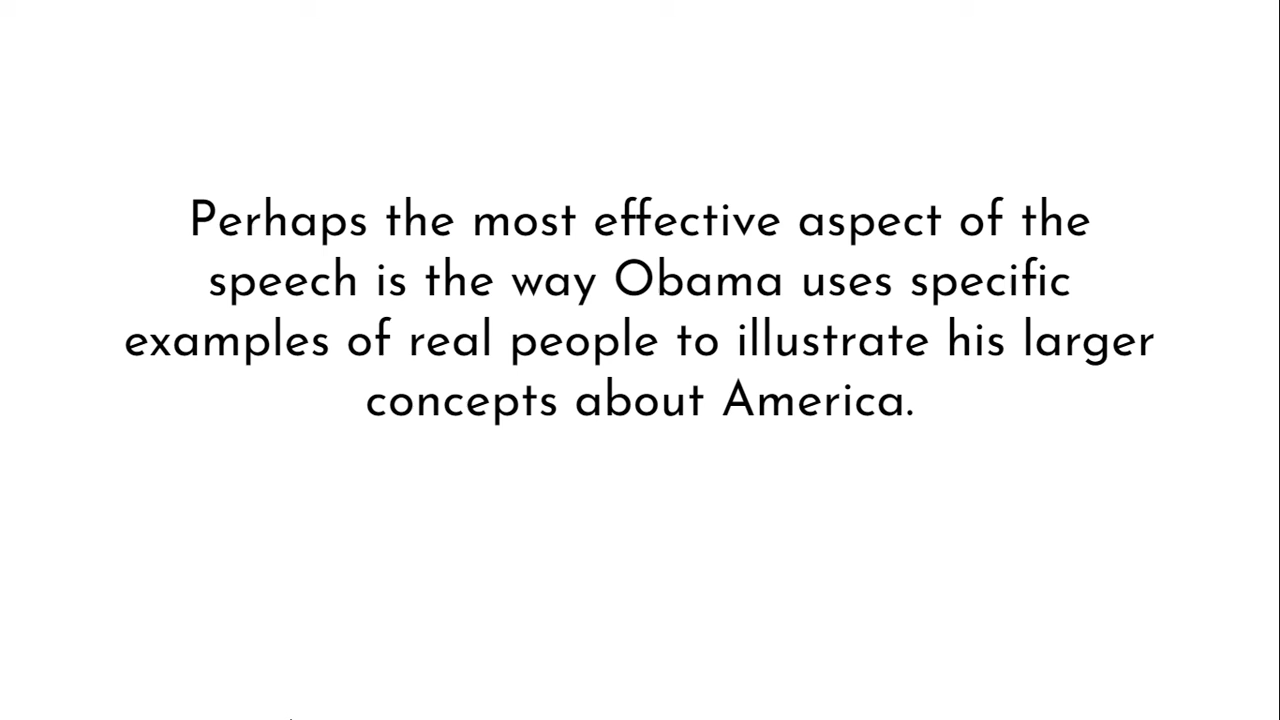 Perhaps the most effective aspect of the
speech is the way Obama uses specific
examples of real people to illustrate his larger
concepts about America.